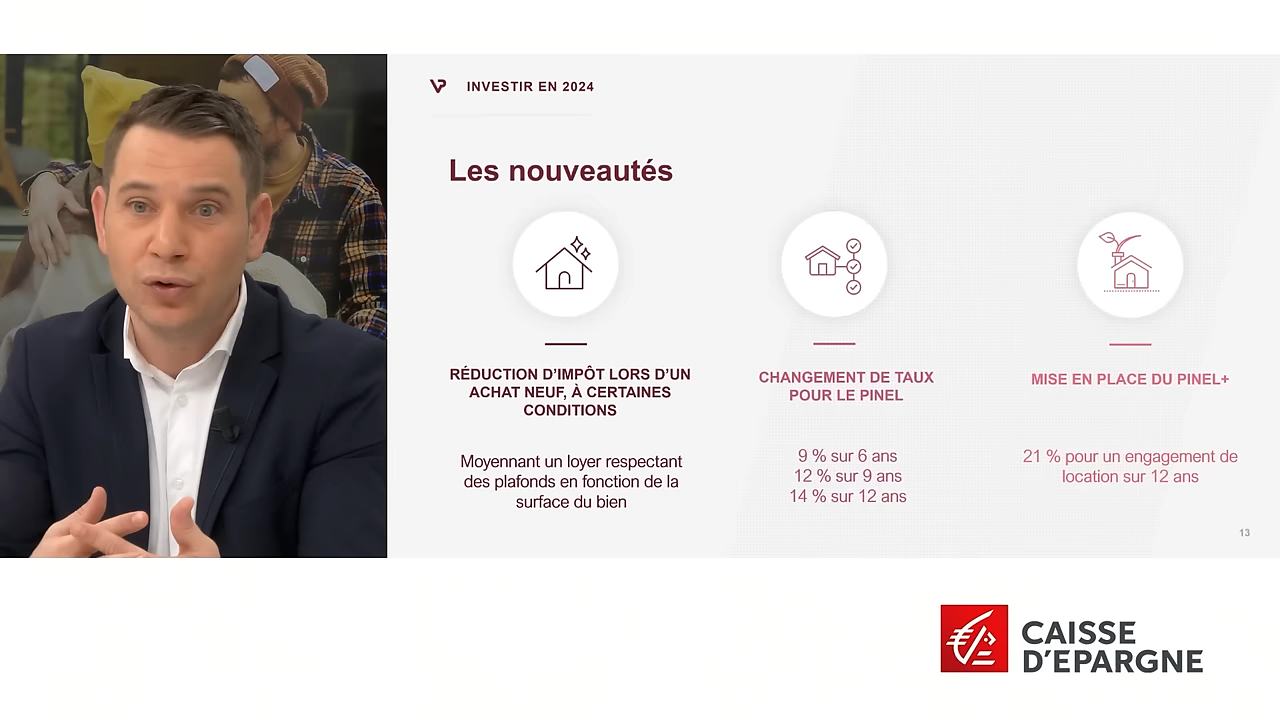 INVESTIR EN 2024
Les nouveautés
RÉDUCTION D'IMPÔT LORS D'UN
ACHAT NEUF, À CERTAINES
CONDITIONS
Moyennant un loyer respectant
des plafonds en fonction de la
surface du bien
CHANGEMENT DE TAUX
POUR LE PINEL
9 % sur 6 ans
12 % sur 9 ans
14 % sur 12 ans
MISE EN PLACE DU PINEL+
21 % pour un engagement de
location sur 12 ans
13
CAISSE
D'EPARGNE